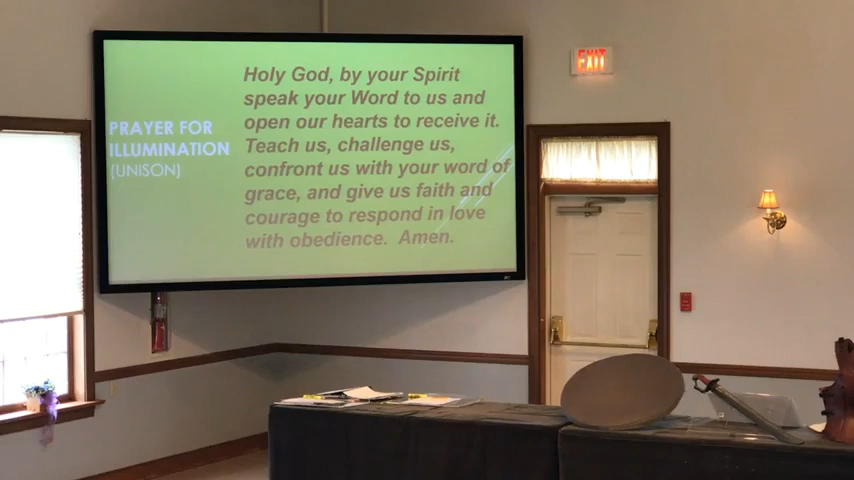 PRAYER FOR
ILLUMINATION
(UNISON)
Holy God, by your Spirit
speak your Word to us and
open our hearts to receive it.
Teach us, challenge us,
confront us with your word of
grace, and give us faith and
courage to respond in love
with obedience. Amen.
EXIT